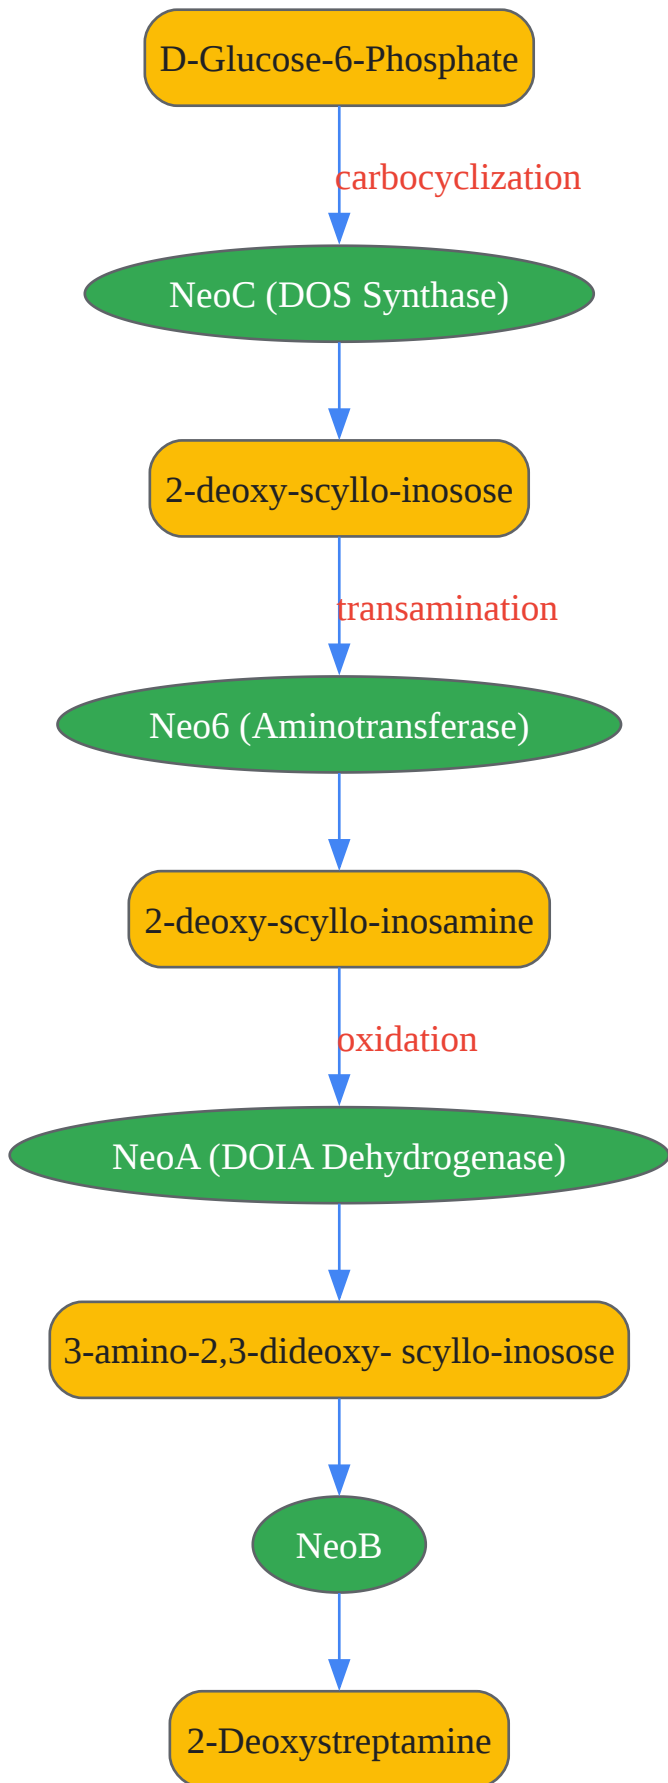 D-Glucose-6-Phosphate
carbocyclization
NeoC (DOS Synthase)
2-deoxy-scyllo-inosose
transamination
Neo6 (Aminotransferase)
2-deoxy-scyllo-inosamine
oxidation
NeoA (DOIA Dehydrogenase)
3-amino-2,3-dideoxy- scyllo-inosose
NeoB
2-Deoxystreptamine